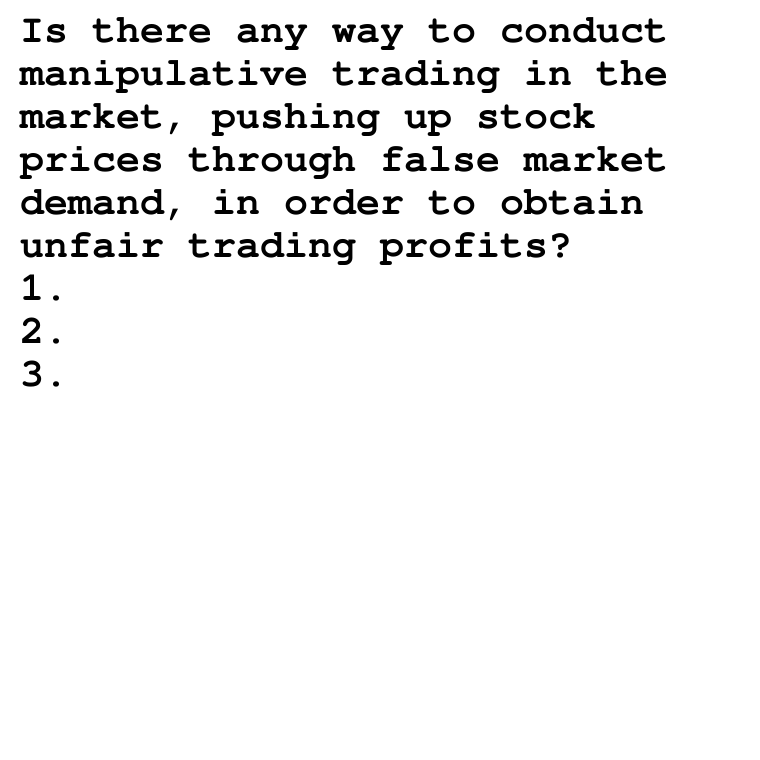 Is there any way to conduct
manipulative trading in the
market, pushing up stock
prices through false market
demand, in order to obtain
unfair trading profits?
1.
2.
3.